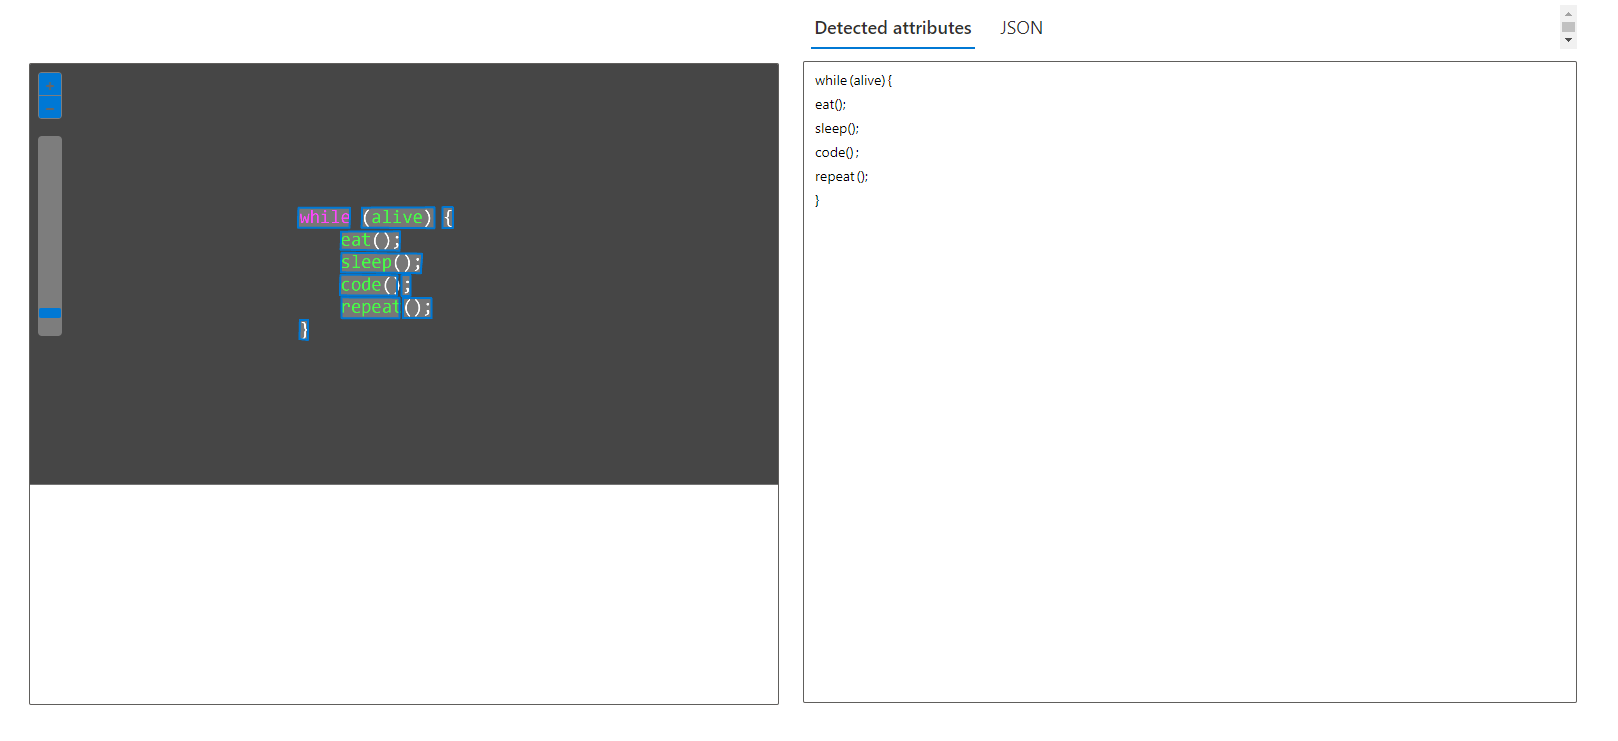 Detected attributes JSON
while (alive) {
    eat();
    sleep();
    code();
    repeat();
}
while (alive) {
eat();
sleep();
code() ;
repeat ();
}